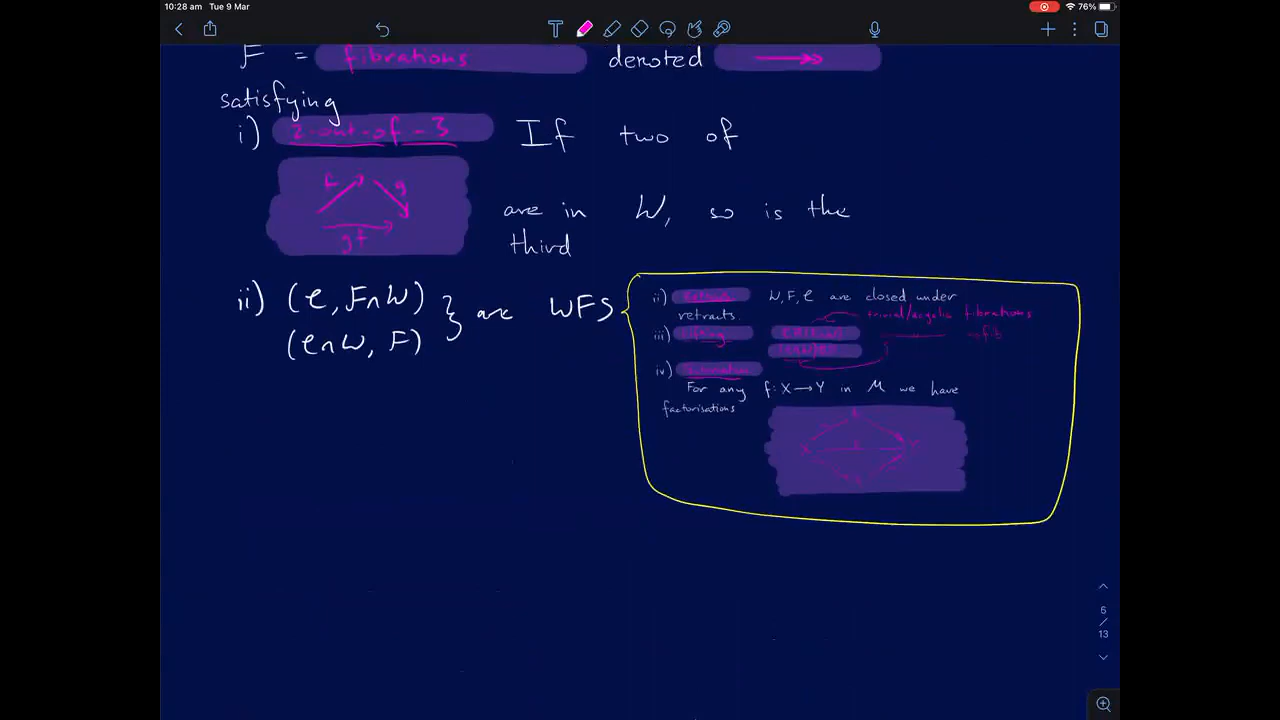 10:28 am Tue 9 Mar
76%
F = fibrations denoted ↠
satisfying
i) 2-out-of-3 If two of
f g
gf
are in W, so is the
third
ii) (C, F∩W) } are WFS
(C∩W, F)
ii) W, F, C are closed under
retracts.
trivial/acyclic fibrations
iii) Lifting
iv)
For any f: X → Y in M we have
factorisations
X Y
6
/
13